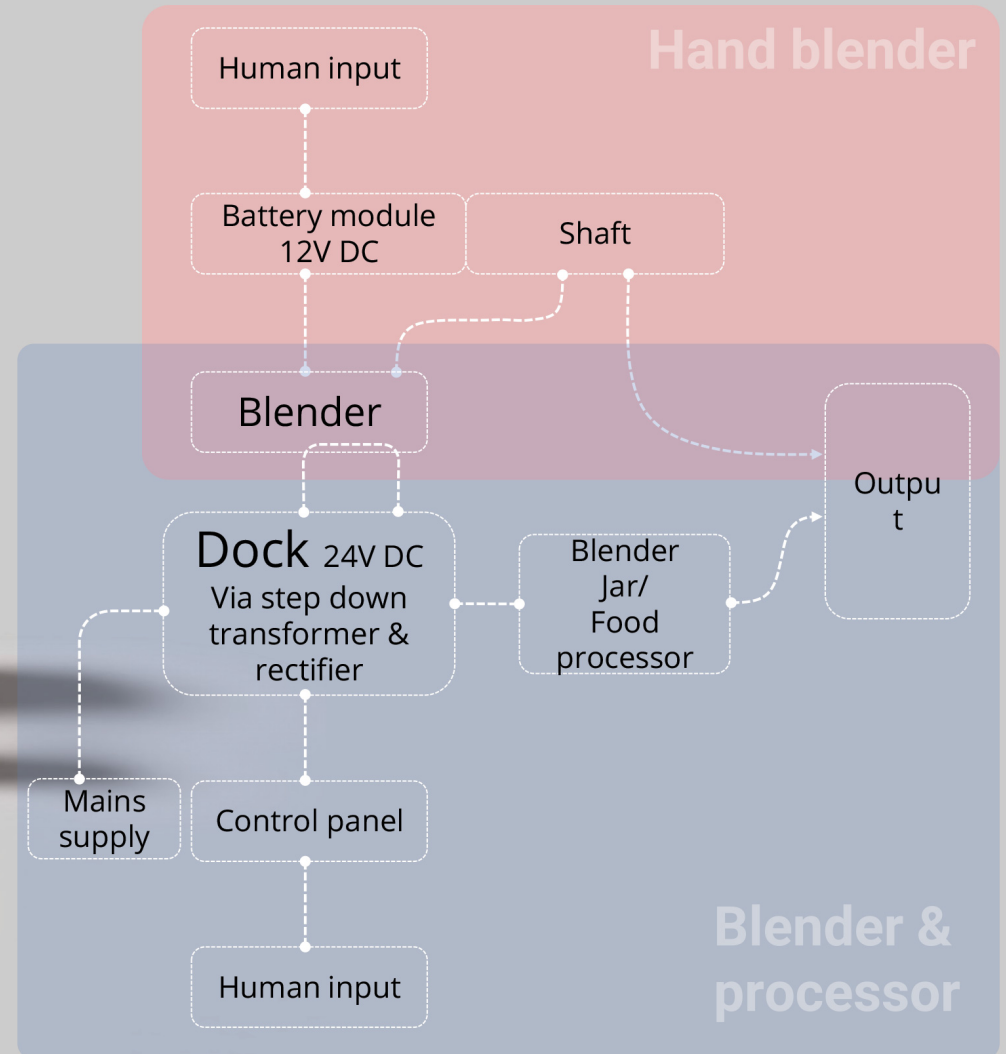 Hand blender
Human input
Battery module
12V DC
Shaft
Blender
Outpu
t
Dock 24V DC
Via step down
transformer &
rectifier
Blender
Jar/
Food
processor
Mains
supply
Control panel
Human input
Blender &
processor